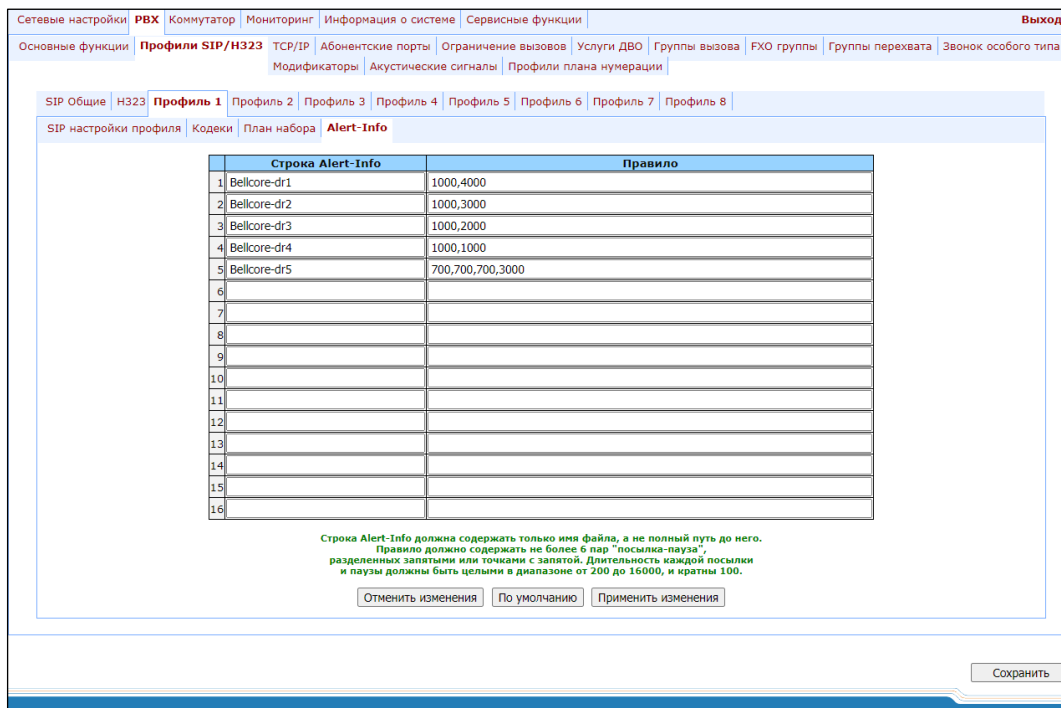 Сетевые настройки PBX Коммутатор Мониторинг Информация о системе Сервисные функции Выход
Основные функции Профили SIP/H323 TCP/IP Абонентские порты Ограничение вызовов Услуги ДВО Группы вызова FXO группы Группы перехвата Звонок особого типа
Модификаторы Акустические сигналы Профили плана нумерации
SIP Общие H323 Профиль 1 Профиль 2 Профиль 3 Профиль 4 Профиль 5 Профиль 6 Профиль 7 Профиль 8
SIP настройки профиля Кодеки План набора Alert-Info
Строка Alert-Info Правило
1 Bellcore-dr1 1000,4000
2 Bellcore-dr2 1000,3000
3 Bellcore-dr3 1000,2000
4 Bellcore-dr4 1000,1000
5 Bellcore-dr5 700,700,700,3000
6
7
8
9
10
11
12
13
14
15
16
Строка Alert-Info должна содержать только имя файла, а не полный путь до него.
Правило должно содержать не более 6 пар "посылка-пауза",
разделенных запятыми или точками с запятой. Длительность каждой посылки
и паузы должны быть целыми в диапазоне от 200 до 16000, и кратны 100.
Отменить изменения По умолчанию Применить изменения
Сохранить